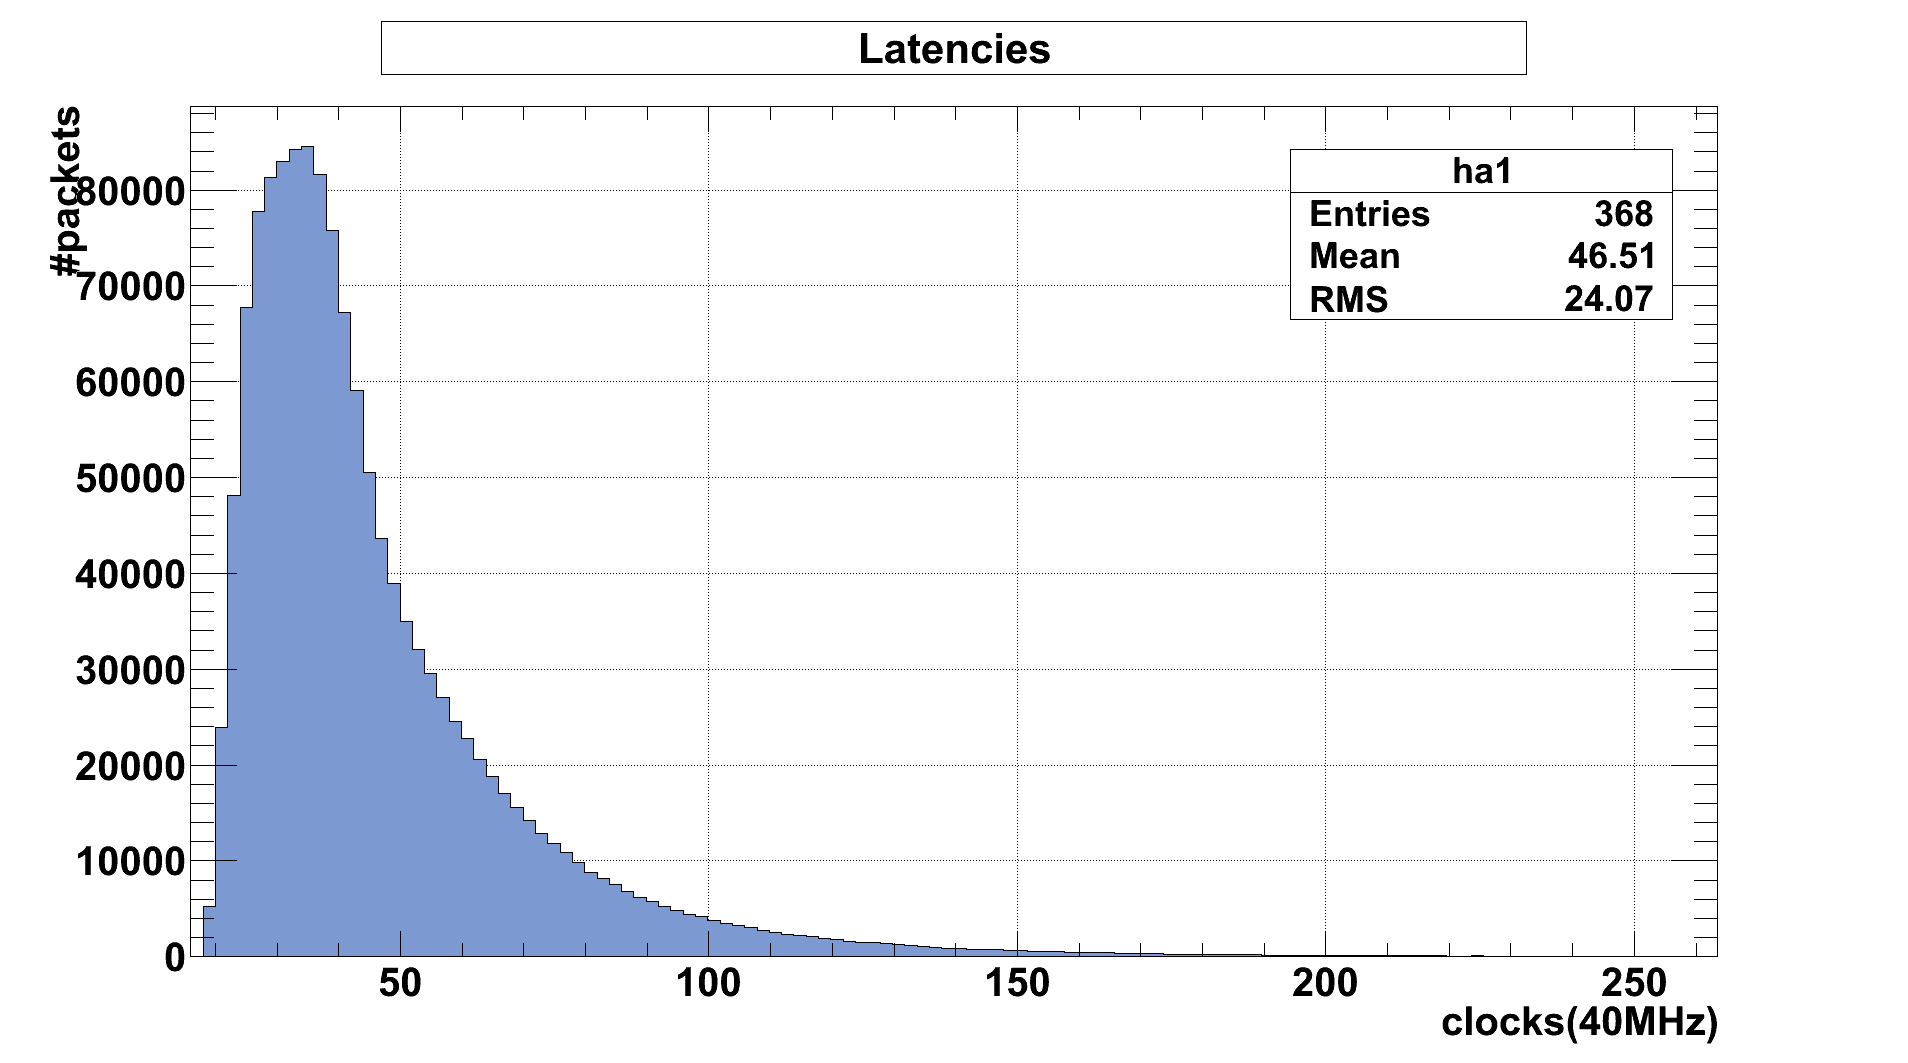 Latencies
#packets
80000
70000
60000
50000
40000
30000
20000
10000
0
ha1
Entries 368
Mean 46.51
RMS 24.07
50 100 150 200 250
clocks(40MHz)